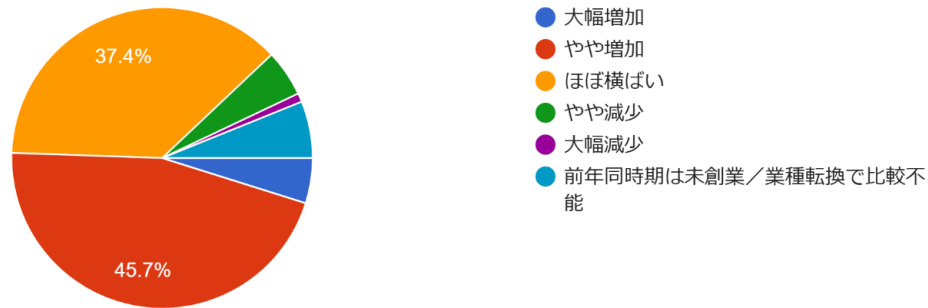 37.4%
45.7%
大幅増加
やや増加
ほぼ横ばい
やや減少
大幅減少
前年同時期は未創業／業種転換で比較不
能